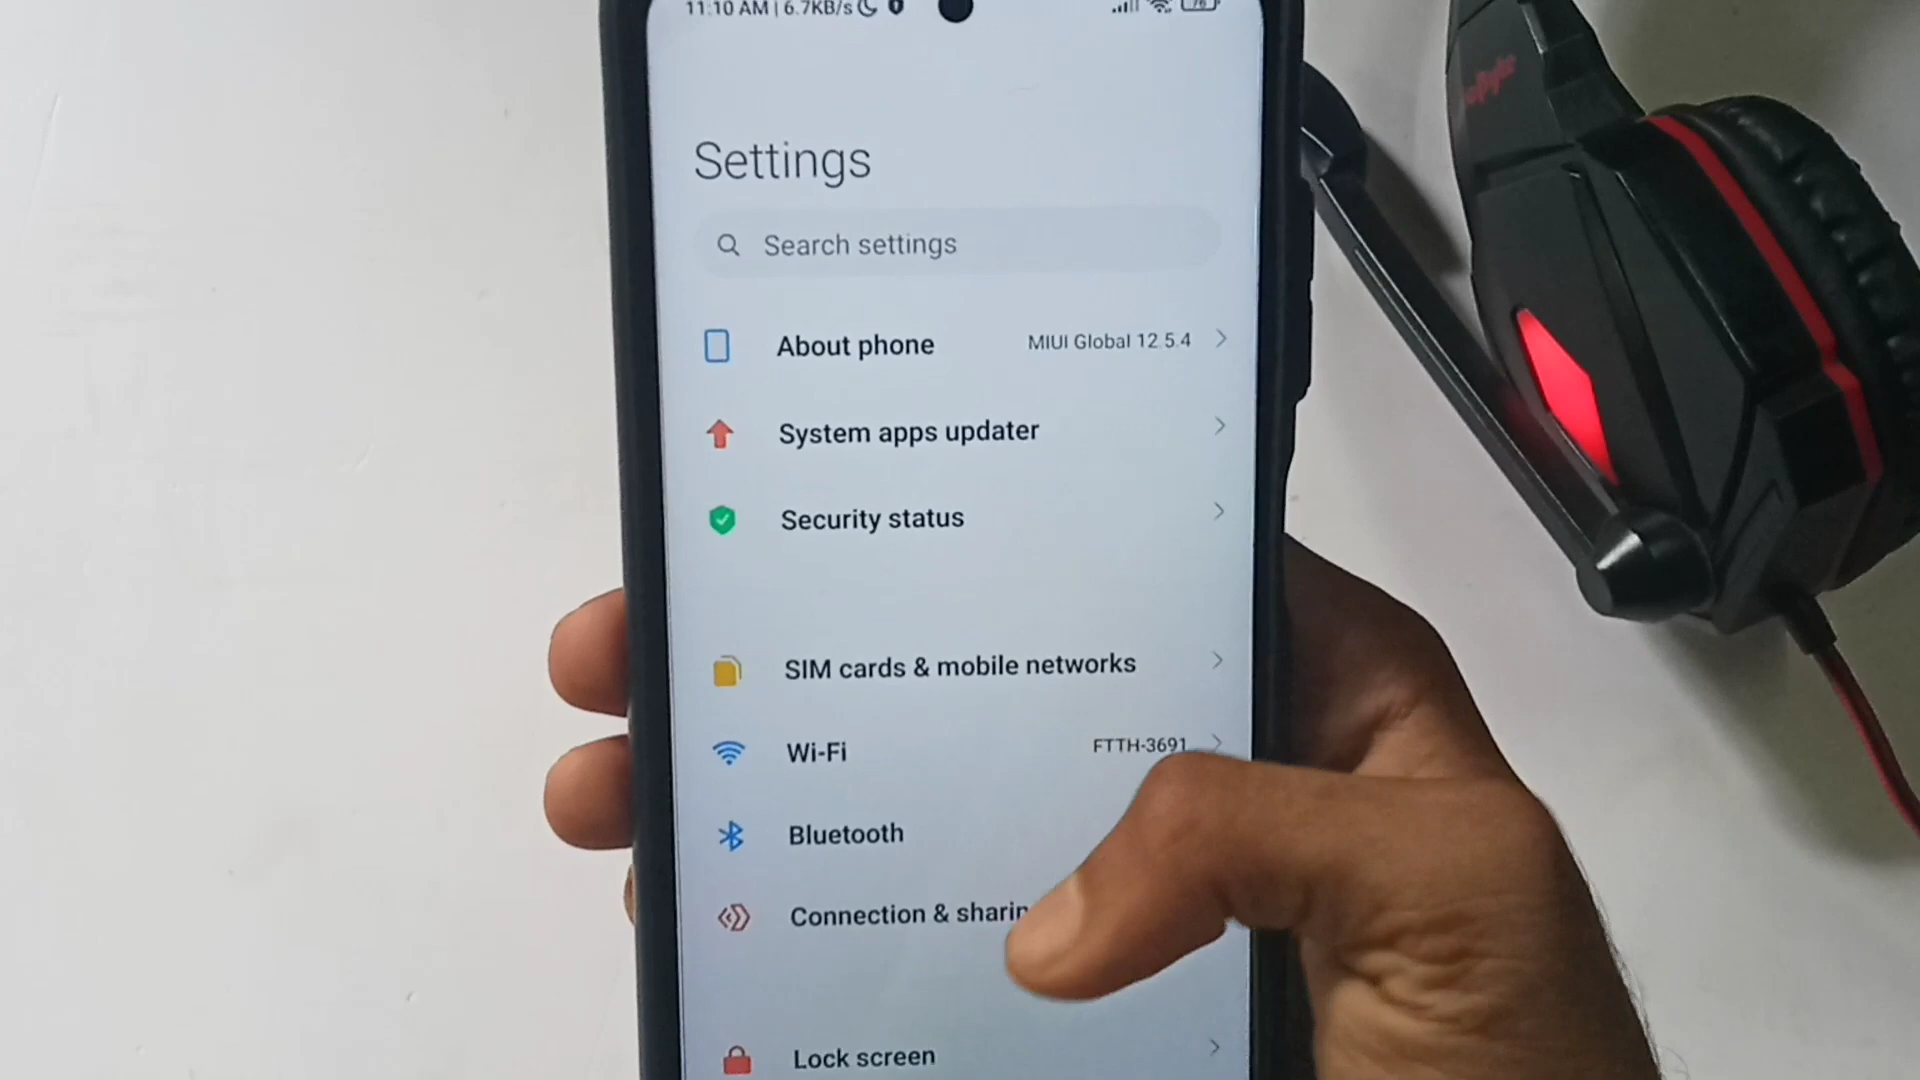 11:10 AM | 6.7KB/s
76
Settings
Search settings
About phone
MIUI Global 12.5.4
System apps updater
Security status
SIM cards & mobile networks
Wi-Fi
FTTH-3691
Bluetooth
Connection & sharin
Lock screen